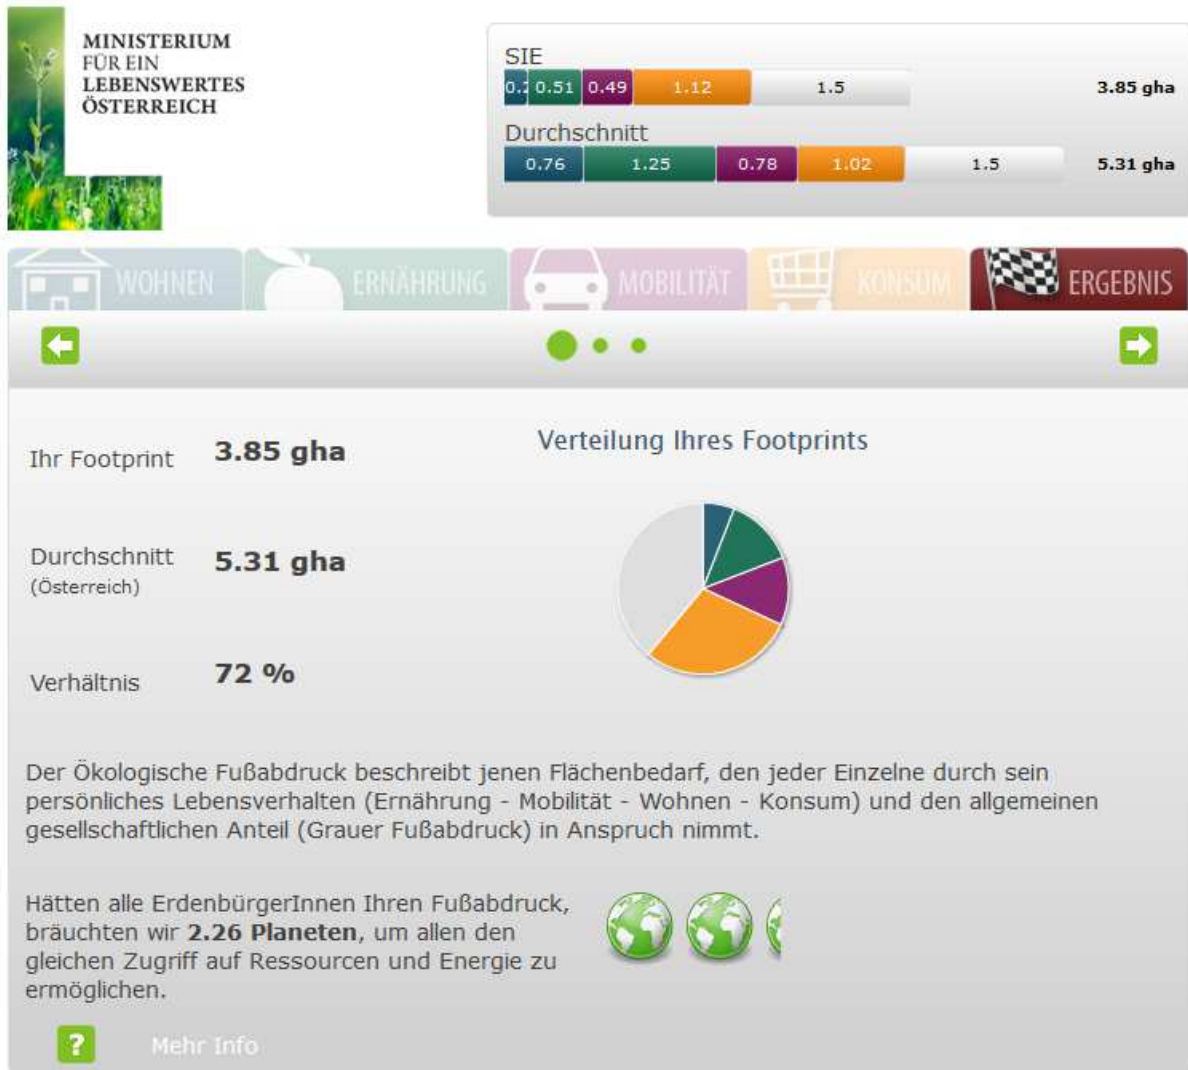 MINISTERIUM
FÜR EIN
LEBENSWERTES
ÖSTERREICH
SIE
0.51 0.49 1.12 1.5 3.85 gha
Durchschnitt
0.76 1.25 0.78 1.02 1.5 5.31 gha
WOHNEN ERNÄHRUNG MOBILITÄT KONSUM ERGEBNIS
Ihr Footprint 3.85 gha
Verteilung Ihres Footprints
Durchschnitt 5.31 gha
(Österreich)
Verhältnis 72 %
Der Ökologische Fußabdruck beschreibt jenen Flächenbedarf, den jeder Einzelne durch sein
persönliches Lebensverhalten (Ernährung - Mobilität - Wohnen - Konsum) und den allgemeinen
gesellschaftlichen Anteil (Grauer Fußabdruck) in Anspruch nimmt.
Hätten alle ErdenbürgerInnen Ihren Fußabdruck,
bräuchten wir 2.26 Planeten, um allen den
gleichen Zugriff auf Ressourcen und Energie zu
ermöglichen.
? Mehr Info